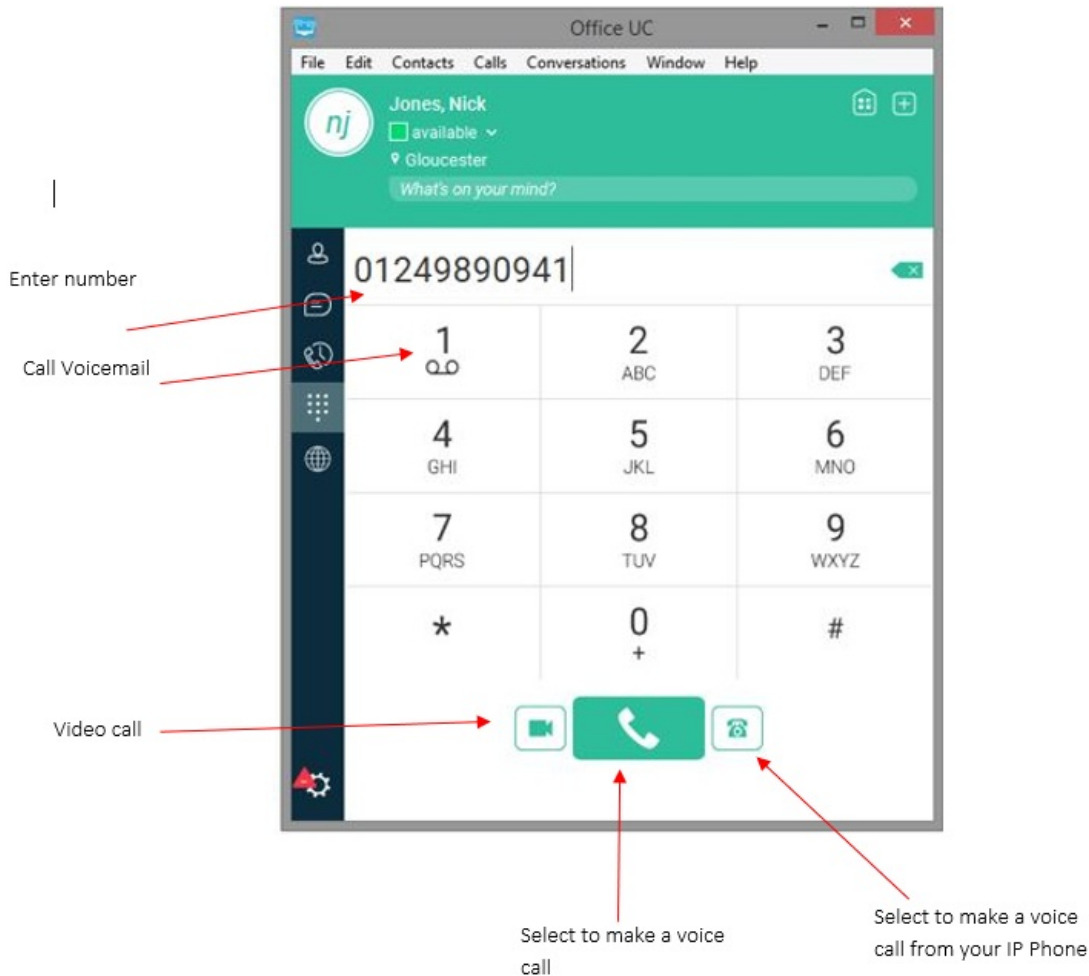 Office UC
File Edit Contacts Calls Conversations Window Help
nj
Jones, Nick
available
Gloucester
What's on your mind?
Enter number
01249890941
Call Voicemail
1
2
ABC
3
DEF
4
GHI
5
JKL
6
MNO
7
PQRS
8
TUV
9
WXYZ
*
0
+
#
Video call
Select to make a voice
call
Select to make a voice
call from your IP Phone